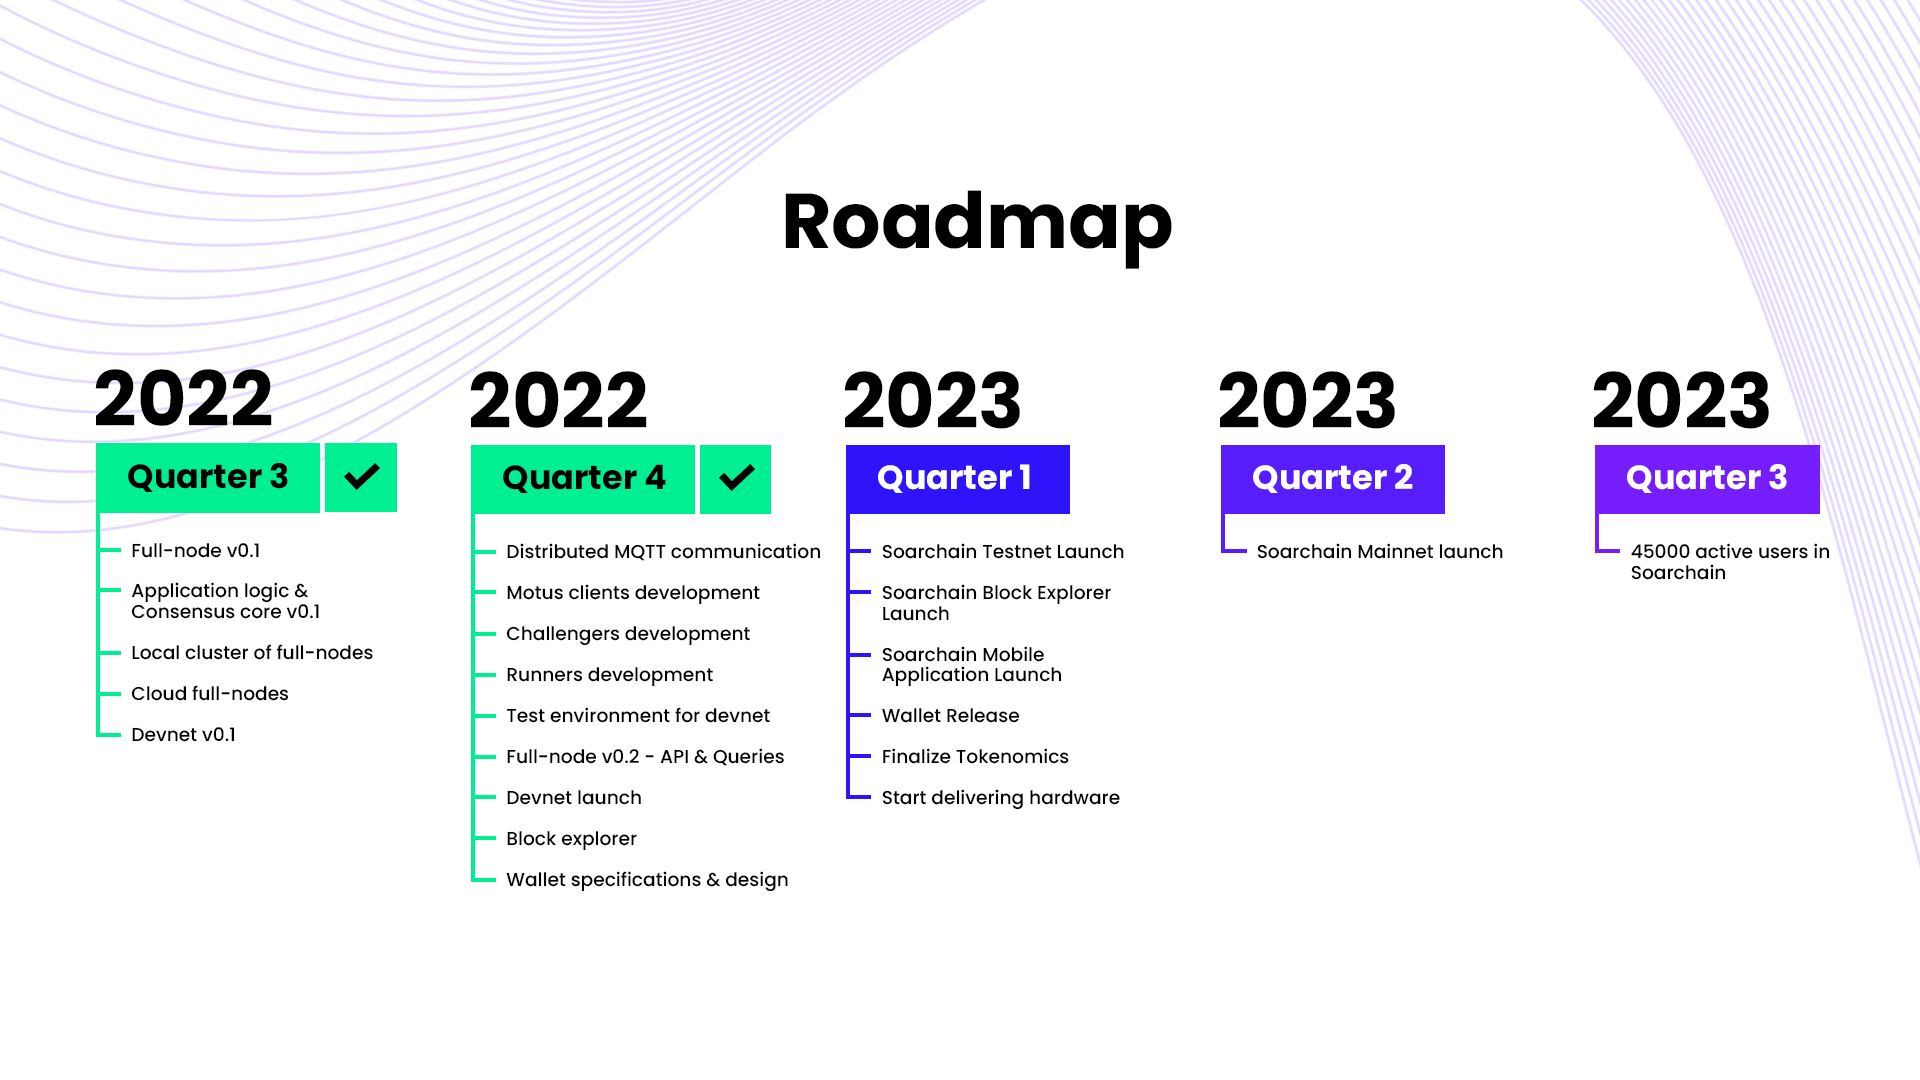 Roadmap
2022
Quarter 3
Full-node v0.1
Application logic &
Consensus core v0.1
Local cluster of full-nodes
Cloud full-nodes
Devnet v0.1
2022
Quarter 4
Distributed MQTT communication
Motus clients development
Challengers development
Runners development
Test environment for devnet
Full-node v0.2 - API & Queries
Devnet launch
Block explorer
Wallet specifications & design
2023
Quarter 1
Soarchain Testnet Launch
Soarchain Block Explorer
Launch
Soarchain Mobile
Application Launch
Wallet Release
Finalize Tokenomics
Start delivering hardware
2023
Quarter 2
Soarchain Mainnet launch
2023
Quarter 3
45000 active users in
Soarchain